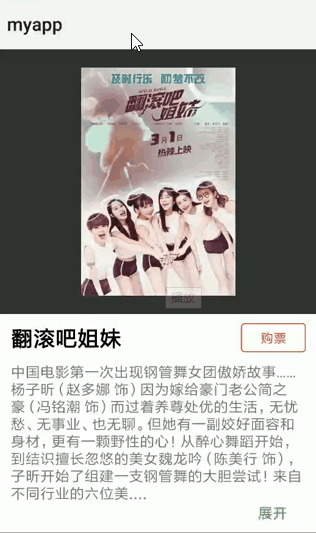 myapp
及时行乐 初梦不改
翻滚吧
姐妹
3月1日
热辣上映
播放
翻滚吧姐妹
购票
中国电影第一次出现钢管舞女团傲娇故事……
杨子昕（赵多娜 饰）因为嫁给豪门老公简之
豪（冯铭潮 饰）而过着养尊处优的生活，无忧
愁、无事业、也无聊。但她有一副姣好面容和
身材，更有一颗野性的心！从醉心舞蹈开始，
到结识擅长忽悠的美女魏龙吟（陈美行 饰），
子昕开始了组建一支钢管舞的大胆尝试！来自
不同行业的六位美....
展开